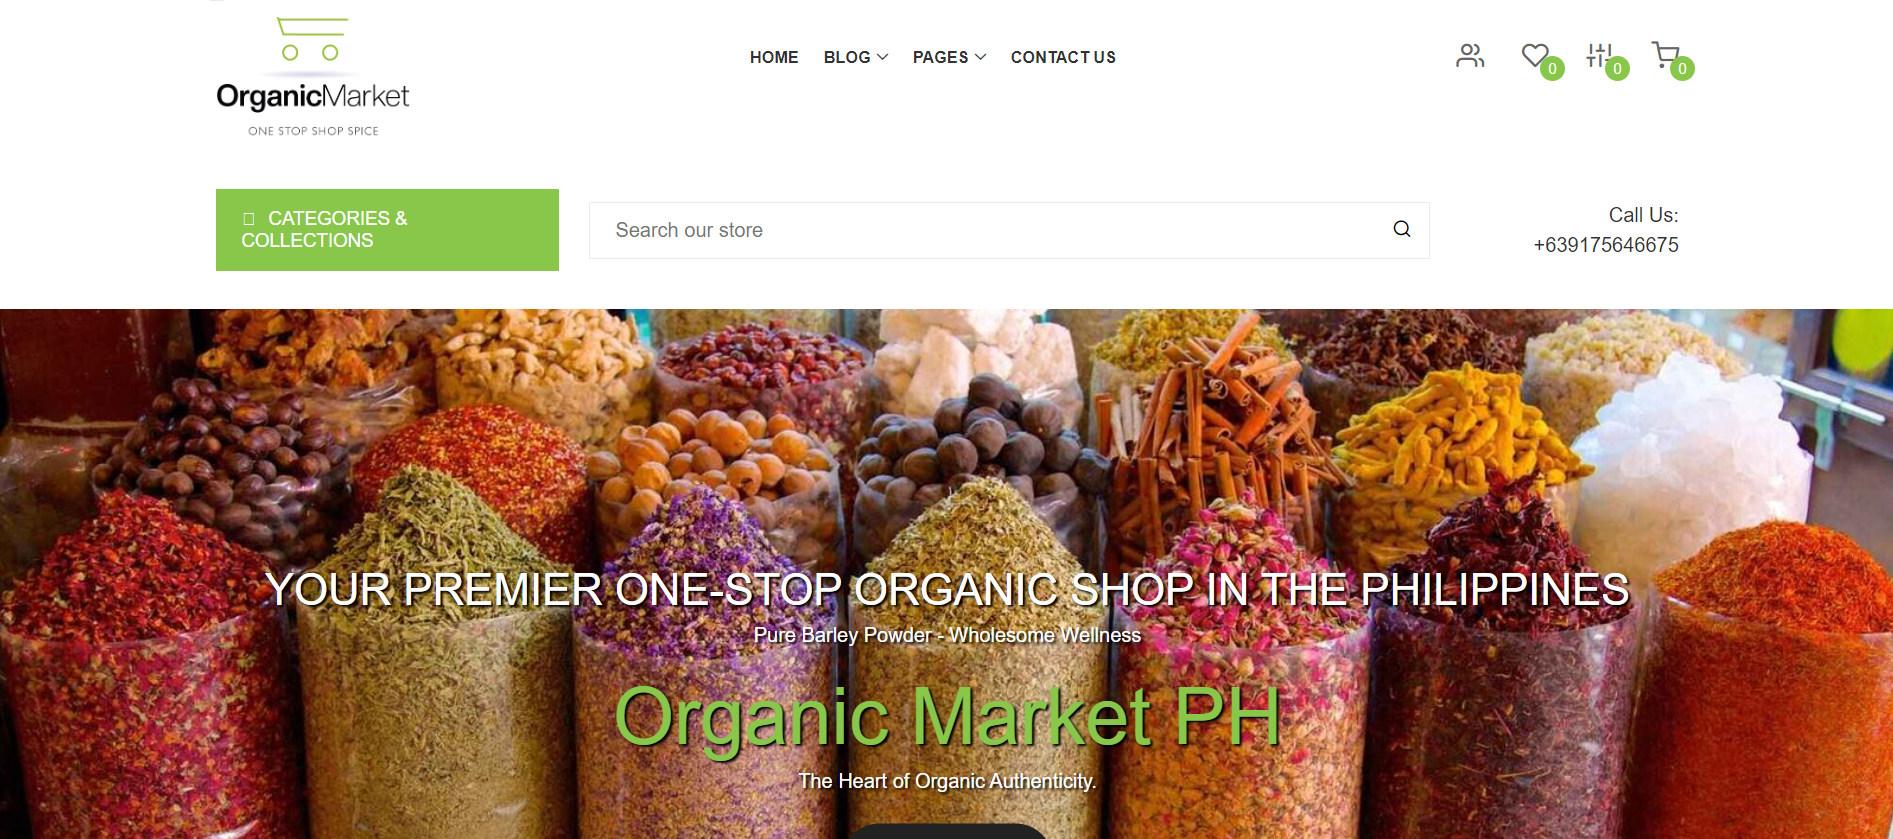 OrganicMarket
ONE STOP SHOP SPICE
HOME
BLOG
PAGES
CONTACT US
0
0
0
CATEGORIES &
COLLECTIONS
Search our store
Call Us:
+639175646675
YOUR PREMIER ONE-STOP ORGANIC SHOP IN THE PHILIPPINES
Pure Barley Powder - Wholesome Wellness
Organic Market PH
The Heart of Organic Authenticity.